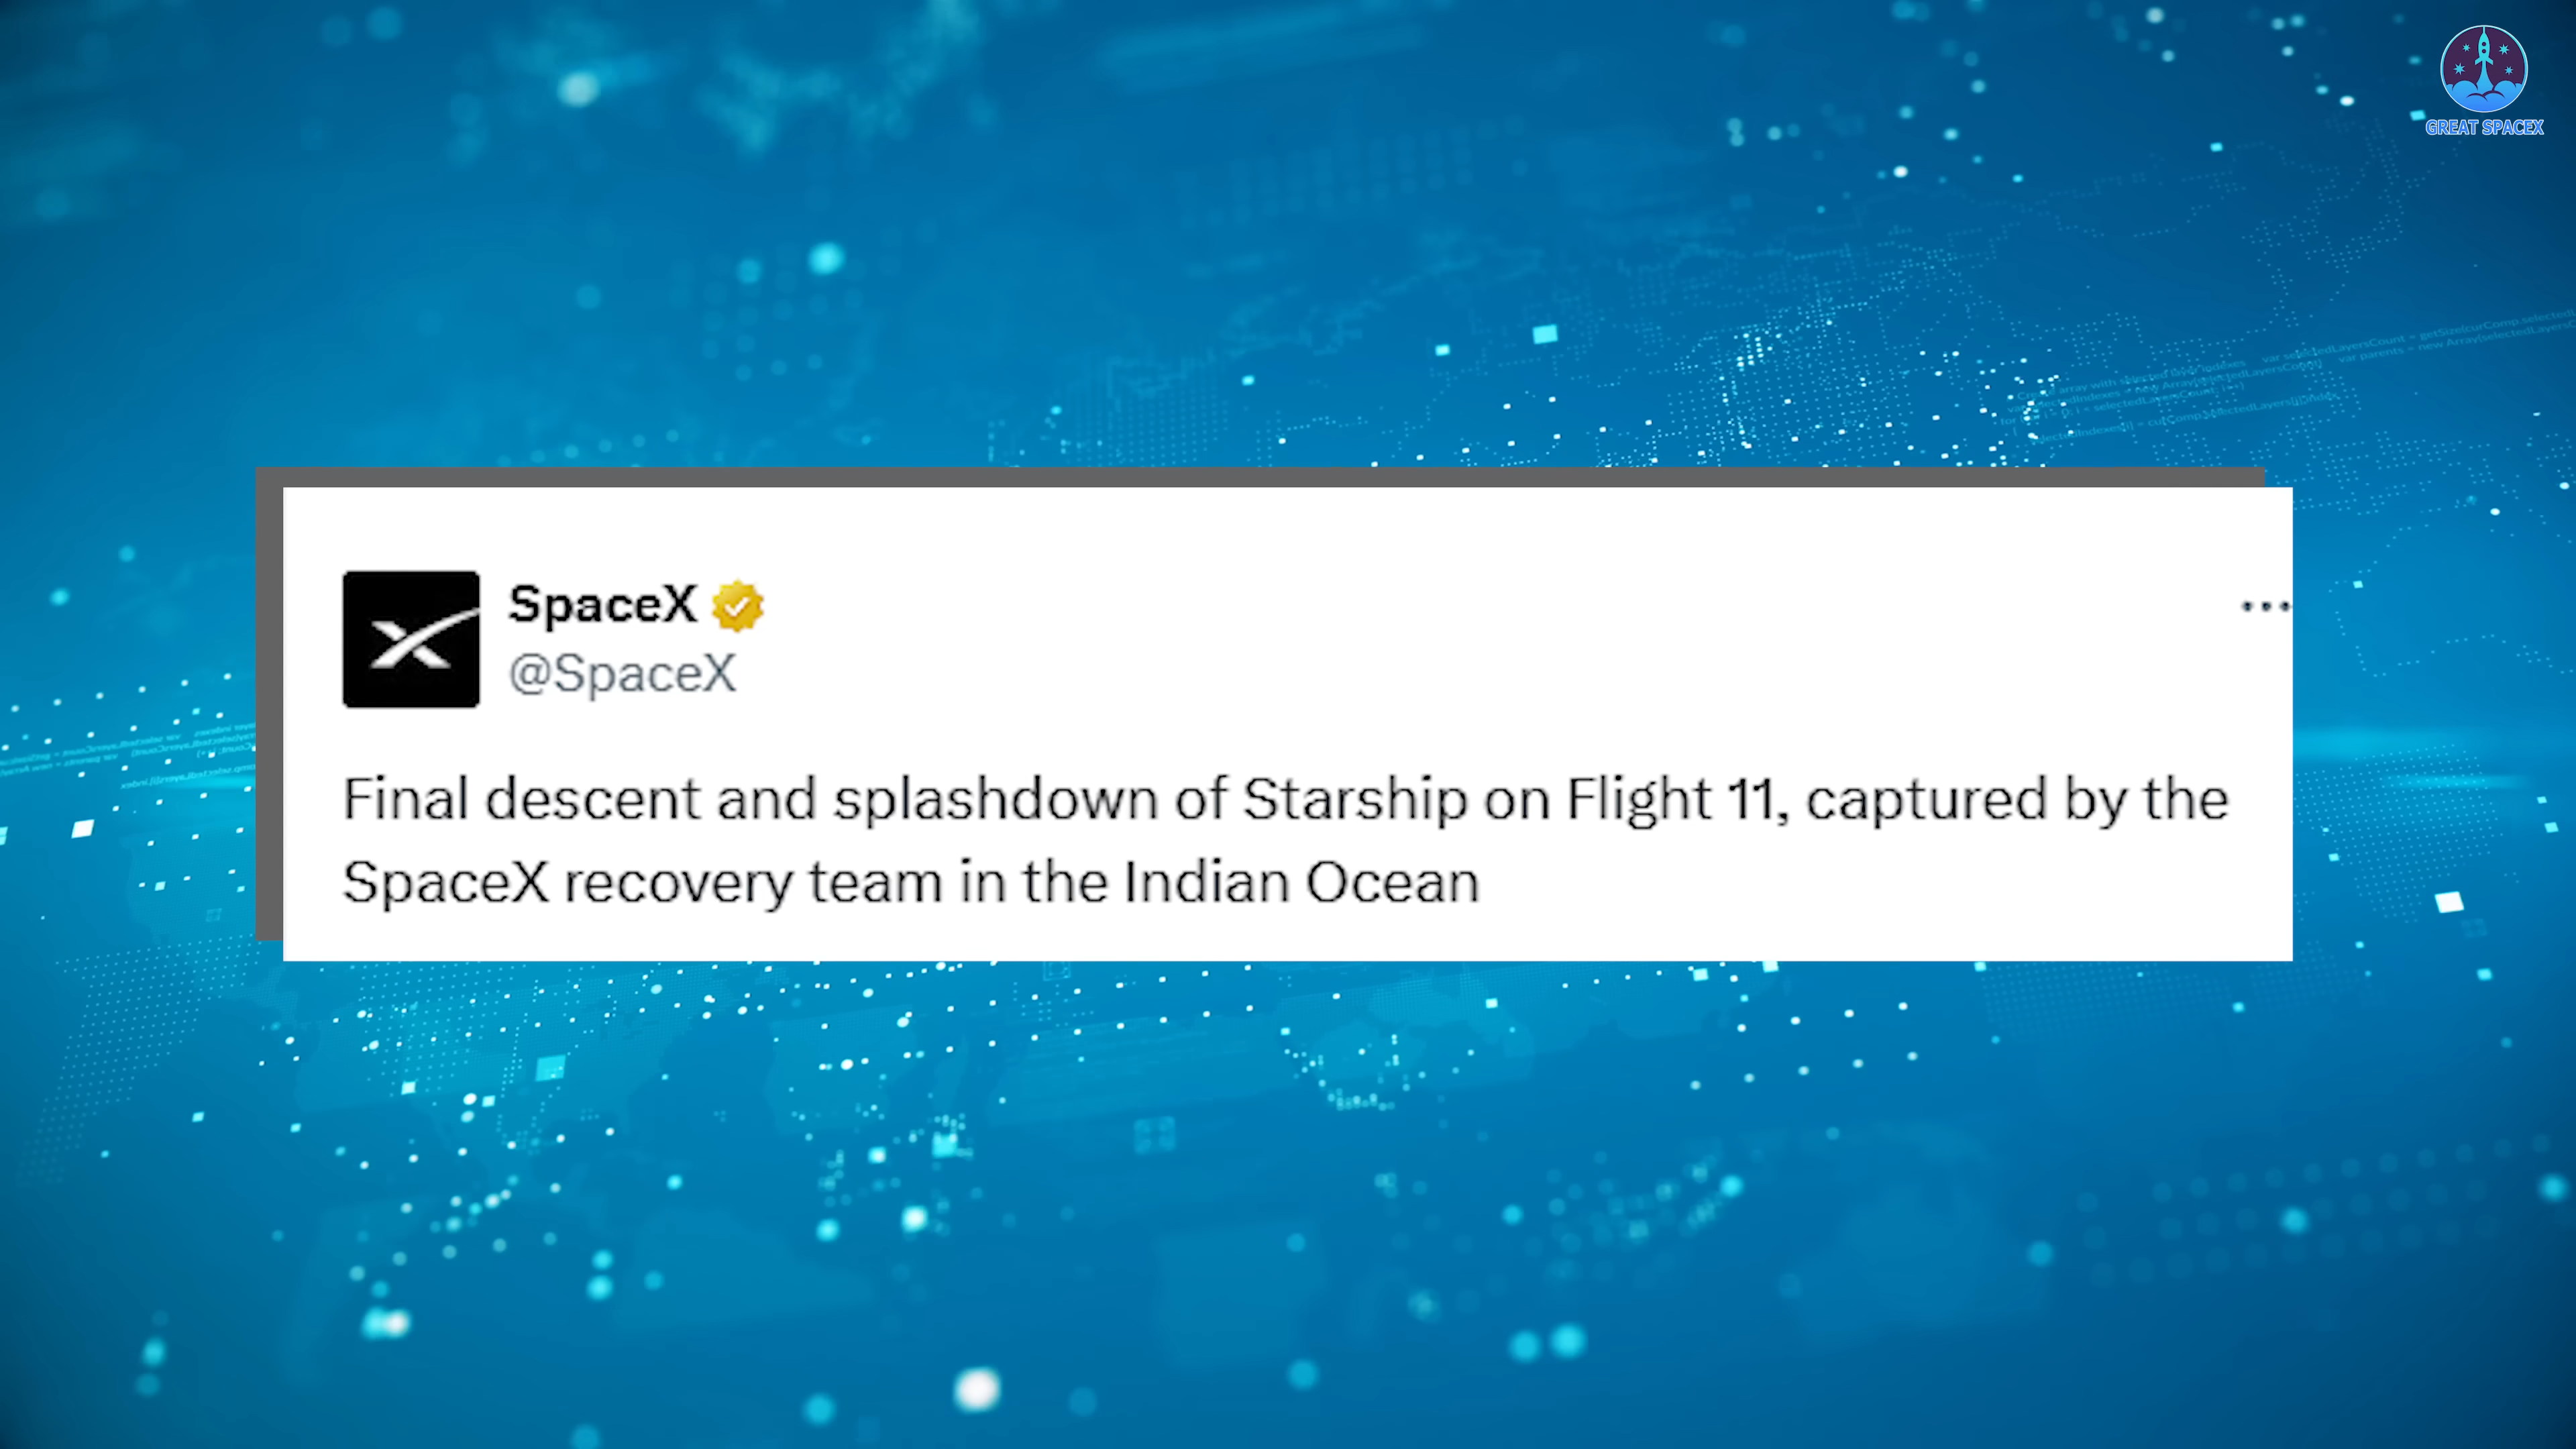 GREAT SPACEX
SpaceX
@SpaceX
Final descent and splashdown of Starship on Flight 11, captured by the
SpaceX recovery team in the Indian Ocean